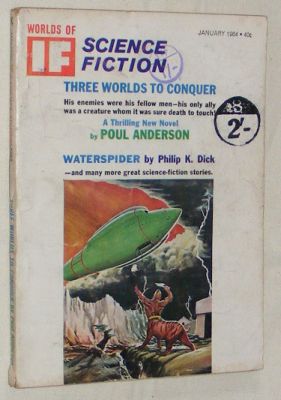 WORLDS OF
IF
SCIENCE
FICTION
JANUARY 1964 • 40c
THREE WORLDS TO CONQUER
His enemies were his fellow men—his only ally
was a creature whom it was sure death to touch!
A Thrilling New Novel
by POUL ANDERSON
2'-
WATERSPIDER by Philip K. Dick
—and many more great science-fiction stories.